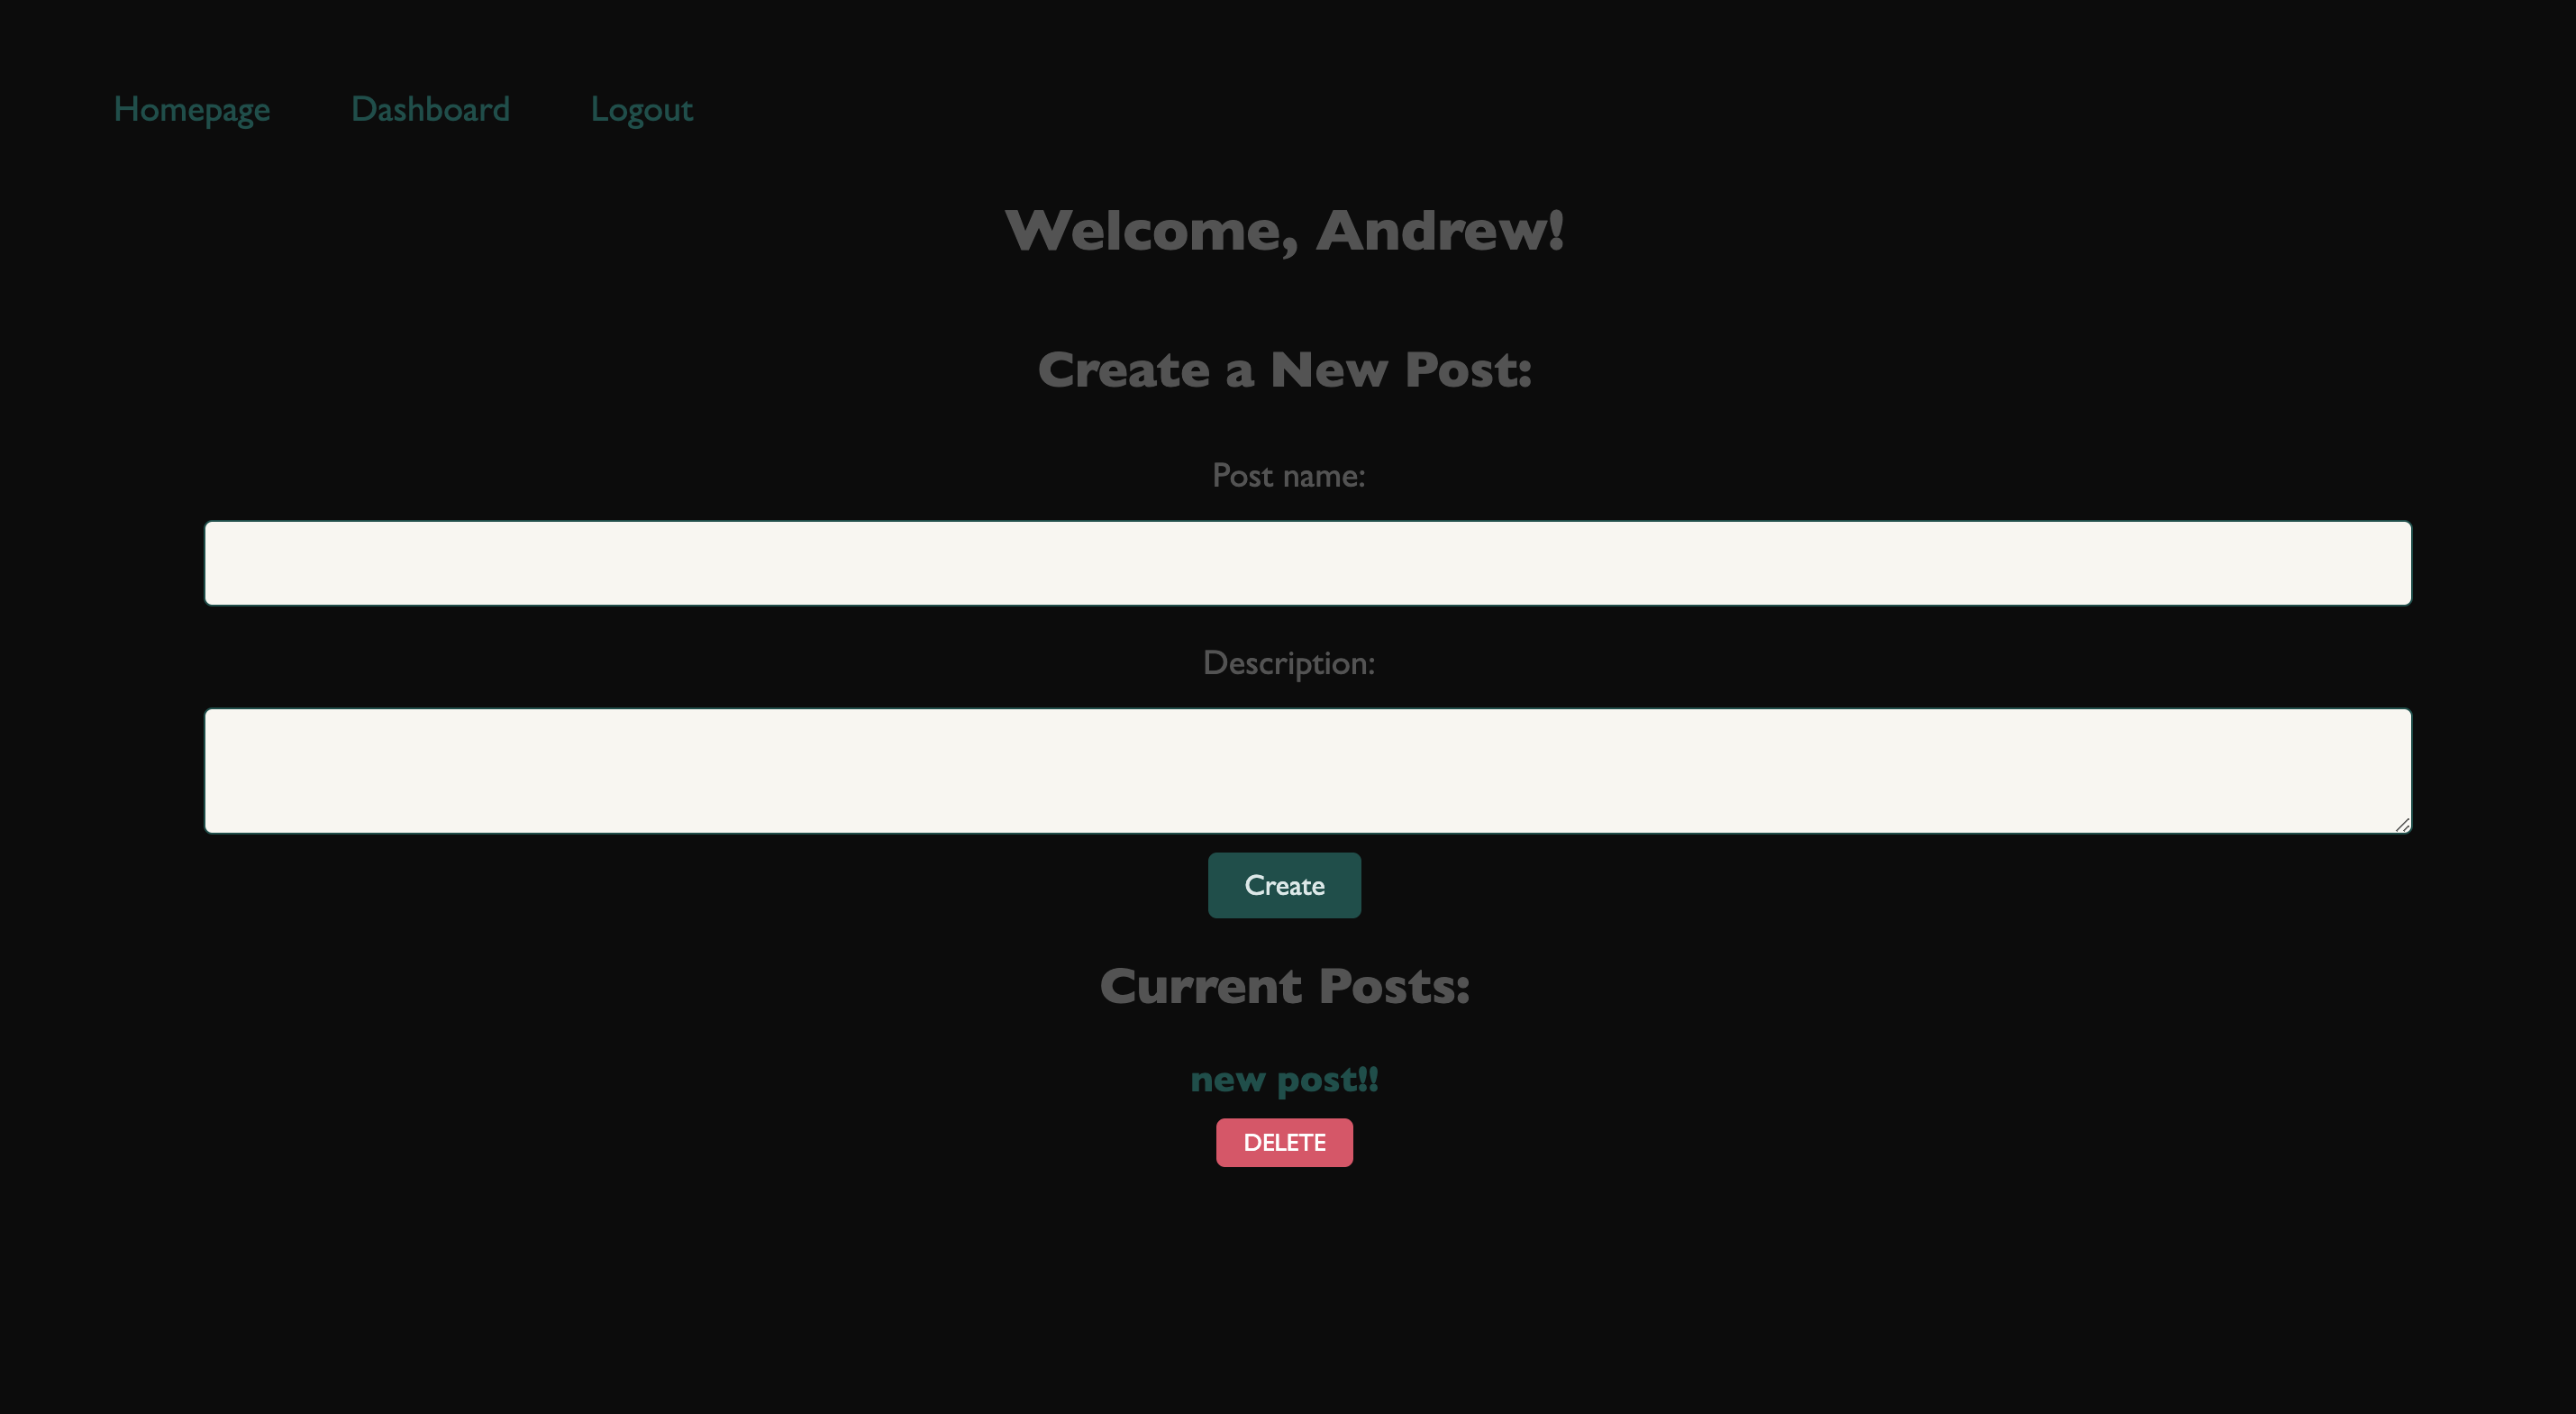 Homepage Dashboard Logout
Welcome, Andrew!
Create a New Post:
Post name:
Description:
Create
Current Posts:
new post!!
DELETE